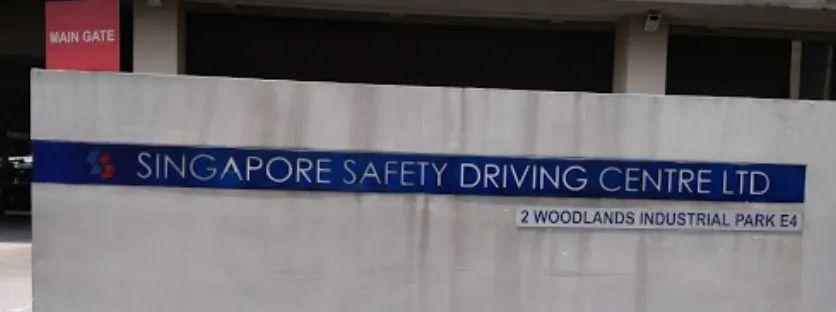 MAIN GATE
SINGAPORE SAFETY DRIVING CENTRE LTD
2 WOODLANDS INDUSTRIAL PARK E4